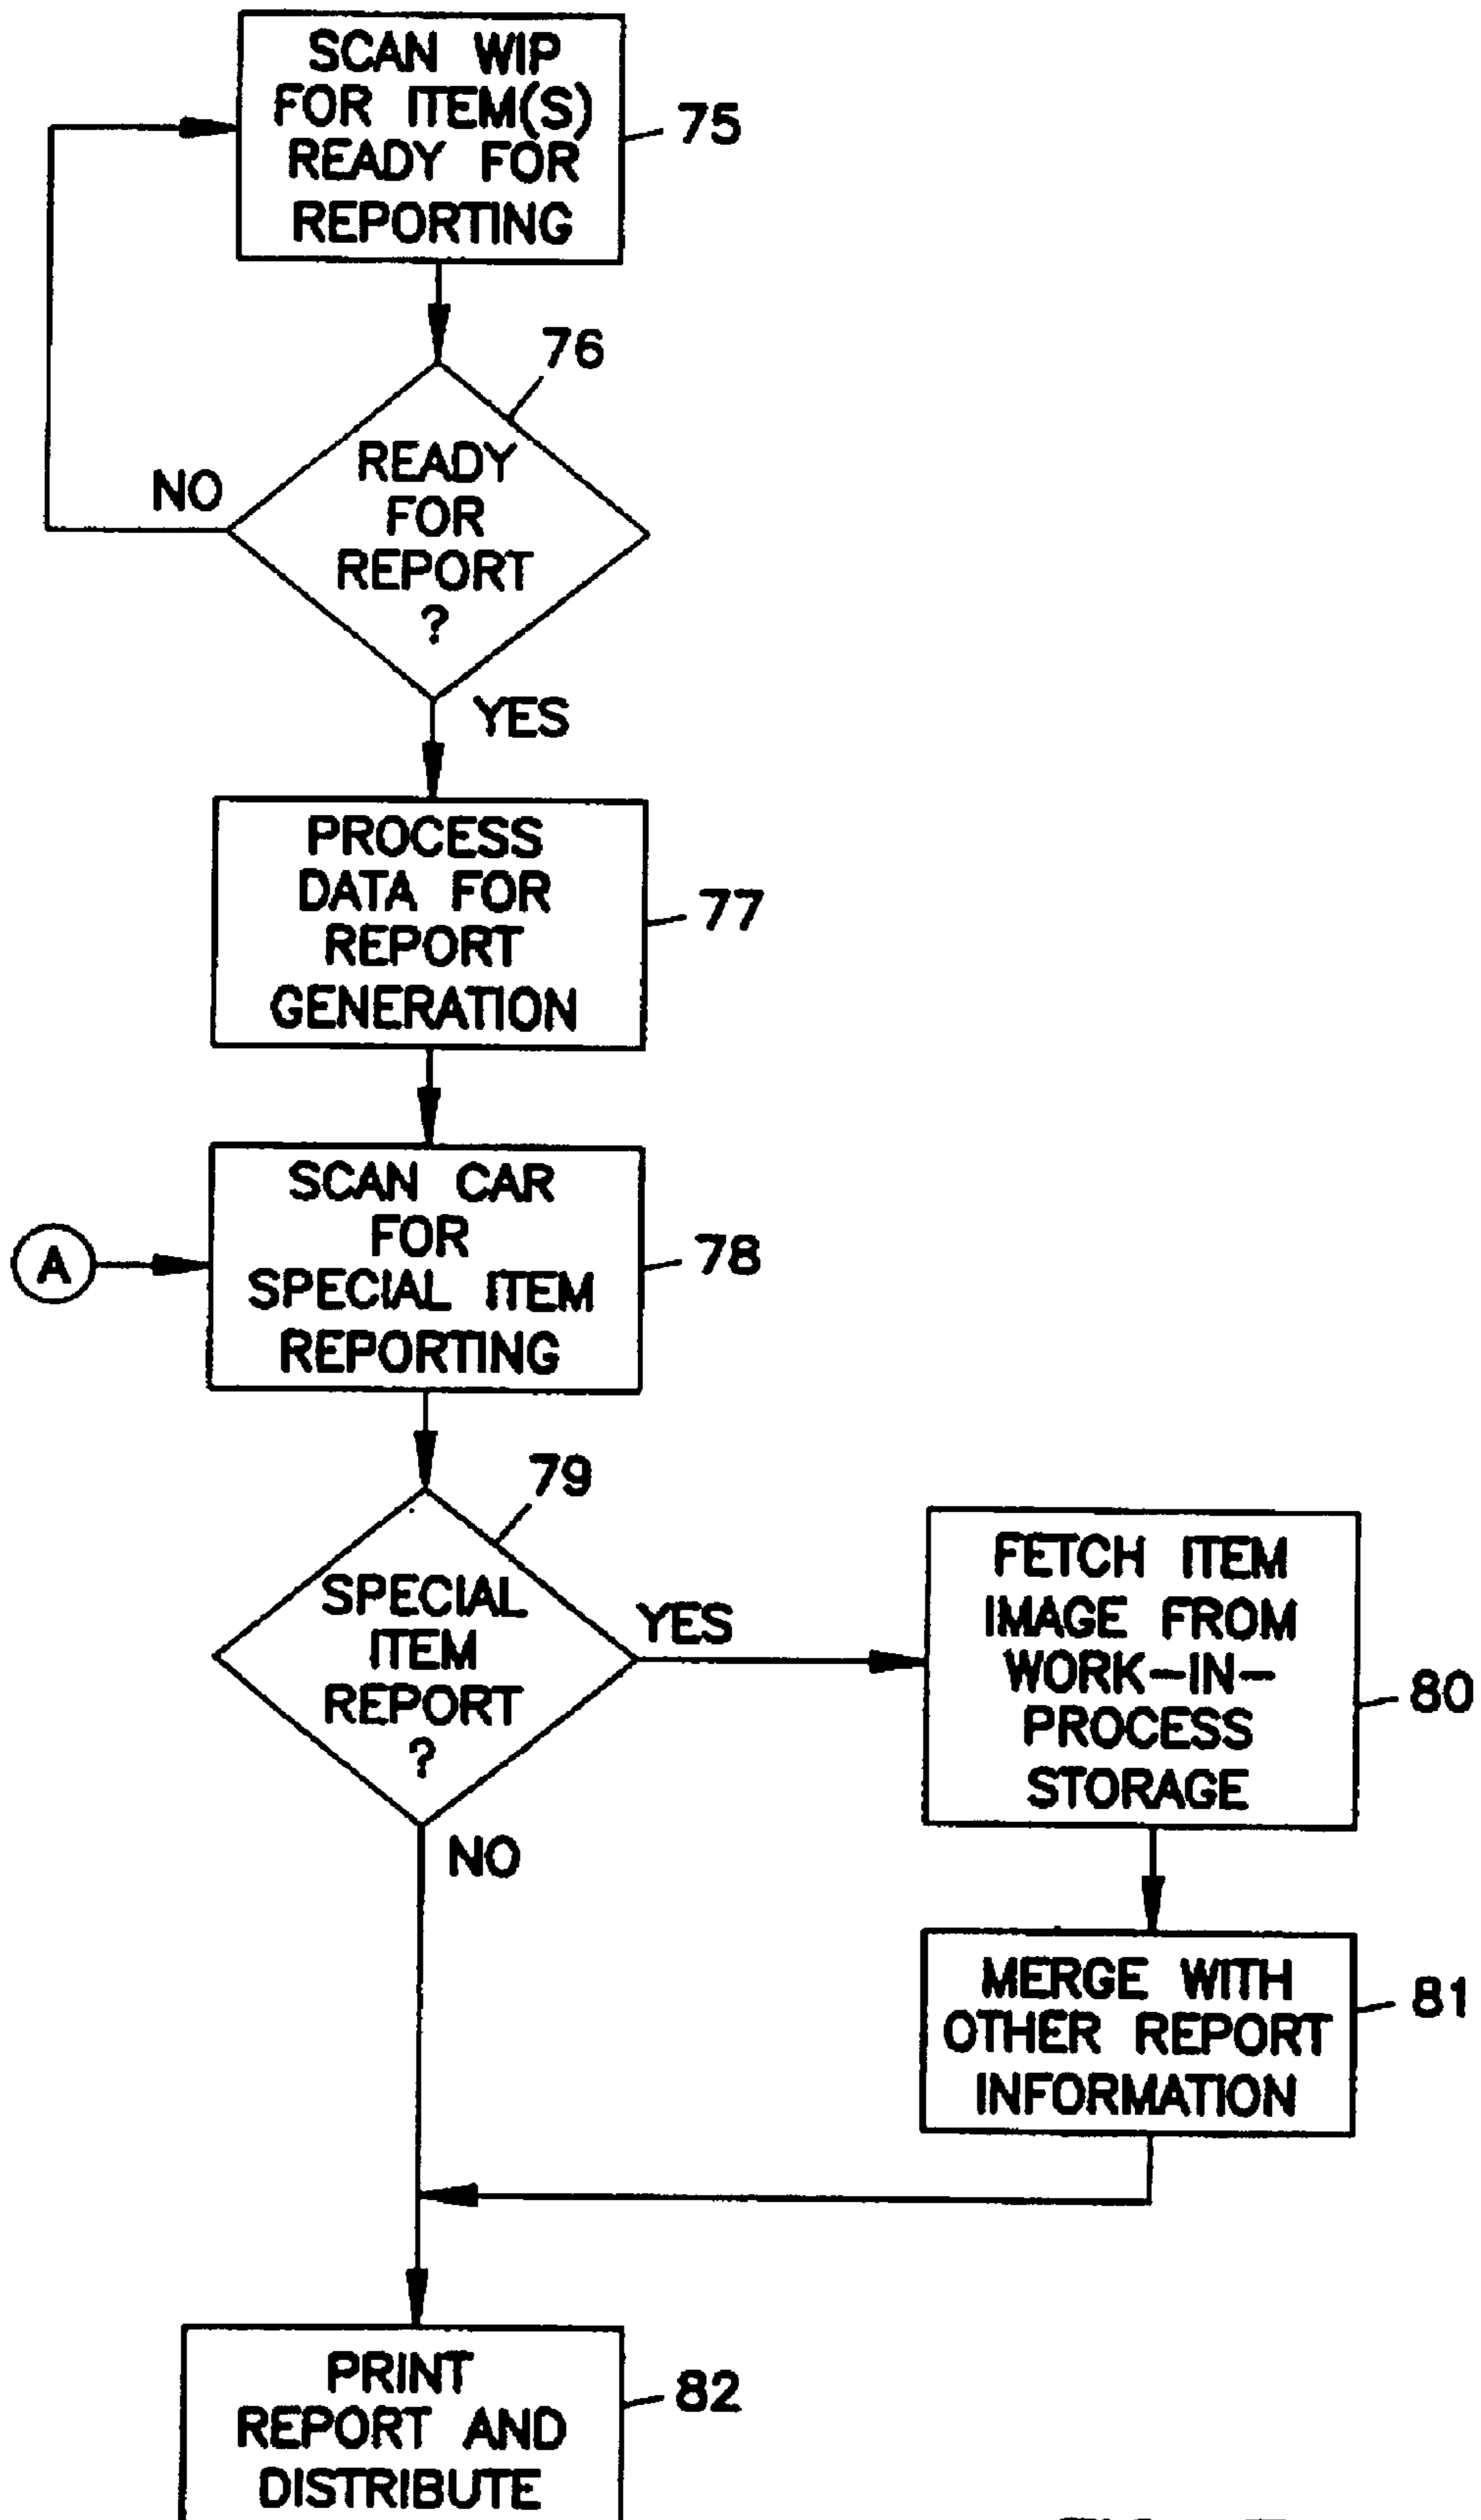 SCAN WIP
FOR ITEM(S)
READY FOR
REPORTING
75
76
READY
FOR
REPORT
?
NO
YES
PROCESS
DATA FOR
REPORT
GENERATION
77
SCAN CAR
FOR
SPECIAL ITEM
REPORTING
78
A
79
SPECIAL
ITEM
REPORT
?
YES
NO
FETCH ITEM
IMAGE FROM
WORK-IN-
PROCESS
STORAGE
80
MERGE WITH
OTHER REPORT
INFORMATION
81
PRINT
REPORT AND
DISTRIBUTE
82